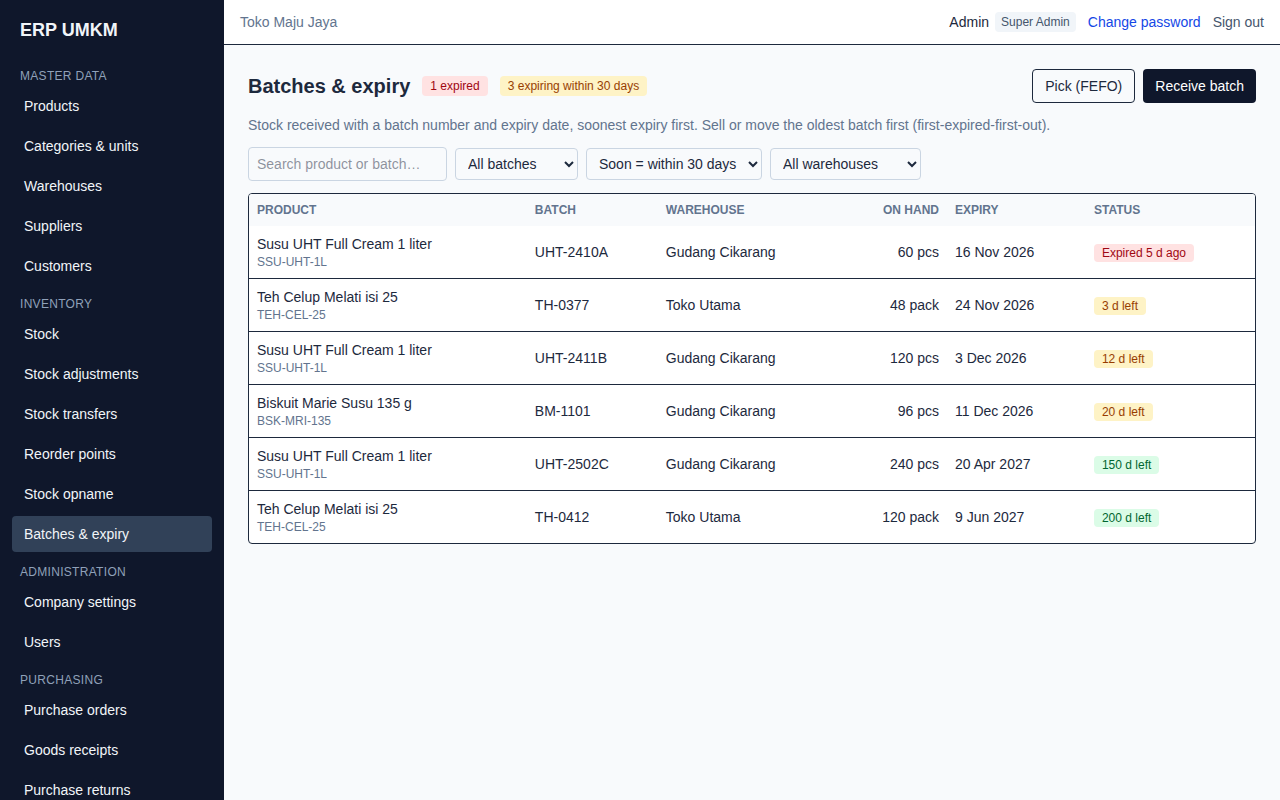 ERP UMKM
MASTER DATA
Products
Categories & units
Warehouses
Suppliers
Customers
INVENTORY
Stock
Stock adjustments
Stock transfers
Reorder points
Stock opname
Batches & expiry
ADMINISTRATION
Company settings
Users
PURCHASING
Purchase orders
Goods receipts
Purchase returns
Toko Maju Jaya
Admin Super Admin Change password Sign out
Batches & expiry 1 expired 3 expiring within 30 days Pick (FEFO) Receive batch
Stock received with a batch number and expiry date, soonest expiry first. Sell or move the oldest batch first (first-expired-first-out).
Search product or batch… All batches Soon = within 30 days All warehouses
PRODUCT BATCH WAREHOUSE ON HAND EXPIRY STATUS
Susu UHT Full Cream 1 liter
SSU-UHT-1L
UHT-2410A Gudang Cikarang 60 pcs 16 Nov 2026 Expired 5 d ago
Teh Celup Melati isi 25
TEH-CEL-25
TH-0377 Toko Utama 48 pack 24 Nov 2026 3 d left
Susu UHT Full Cream 1 liter
SSU-UHT-1L
UHT-2411B Gudang Cikarang 120 pcs 3 Dec 2026 12 d left
Biskuit Marie Susu 135 g
BSK-MRI-135
BM-1101 Gudang Cikarang 96 pcs 11 Dec 2026 20 d left
Susu UHT Full Cream 1 liter
SSU-UHT-1L
UHT-2502C Gudang Cikarang 240 pcs 20 Apr 2027 150 d left
Teh Celup Melati isi 25
TEH-CEL-25
TH-0412 Toko Utama 120 pack 9 Jun 2027 200 d left